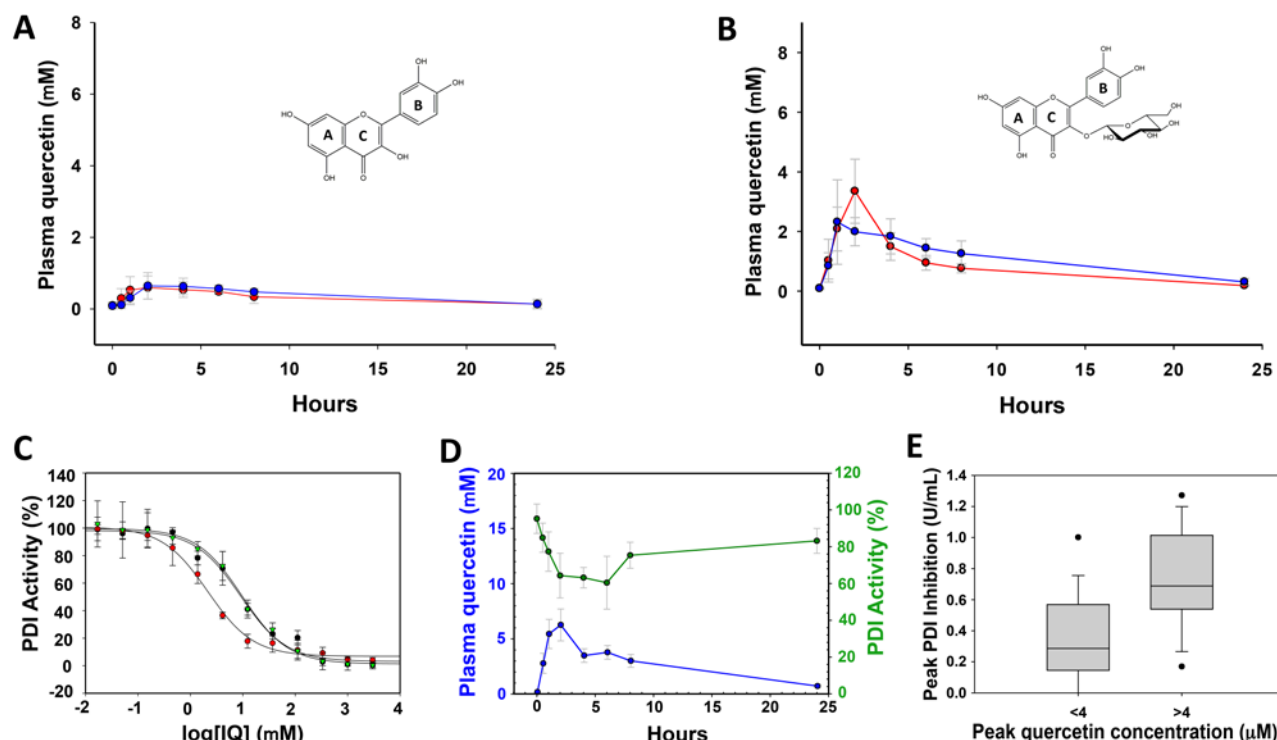 A
Plasma quercetin (mM)
8
6
4
2
0
0
5
10
15
20
25
Hours
HO
OH
OH
B
A
C
O
OH
OH
O
B
Plasma quercetin (mM)
8
6
4
2
0
0
5
10
15
20
25
Hours
OH
OH
B
HO
O
A
C
OH
O
O
OH
O
HO
OH
OH
C
PDI Activity (%)
140
120
100
80
60
40
20
0
-20
-2
-1
0
1
2
3
4
log[IQ] (mM)
D
Plasma quercetin (mM)
20
15
10
5
0
120
100
80
60
40
20
0
PDI Activity (%)
0
5
10
15
20
25
Hours
E
Peak PDI Inhibition (U/mL)
1.4
1.2
1.0
0.8
0.6
0.4
0.2
0.0
<4
>4
Peak quercetin concentration (μM)